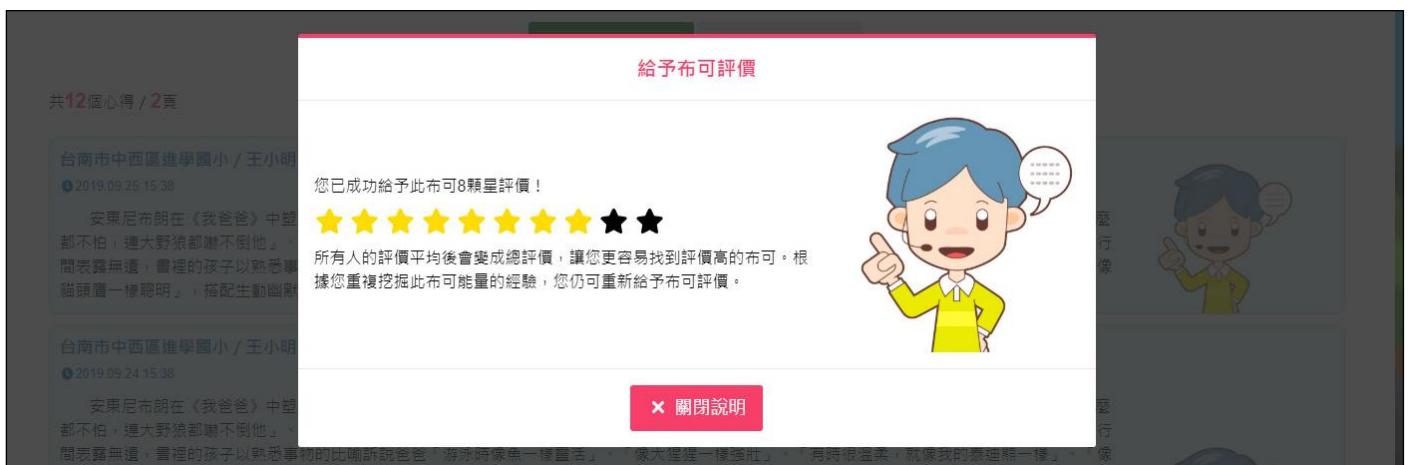 給予布可評價
共12個心得 / 2頁
台南市中西區進學國小 / 王小明
2019.09.25 15:38
安東尼布朗在《我爸爸》中塑
麼
都不怕，連大野狼都嚇不倒他」、
行
間表露無遺，書裡的孩子以熟悉事
像
貓頭鷹一樣聰明」，搭配生動幽默
您已成功給予此布可8顆星評價！
所有人的評價平均後會變成總評價，讓您更容易找到評價高的布可。根
據您重複挖掘此布可能量的經驗，您仍可重新給予布可評價。
台南市中西區進學國小 / 王小明
2019.09.24 15:38
安東尼布朗在《我爸爸》中塑
麼
都不怕，連大野狼都嚇不倒他」、
行
關閉說明
間表露無遺，書裡的孩子以熟悉事物的比喻訴說爸爸「游泳時像魚一樣靈活」、「像大猩猩一樣強壯」、「有時很溫柔，就像我的泰迪熊一樣」、「像